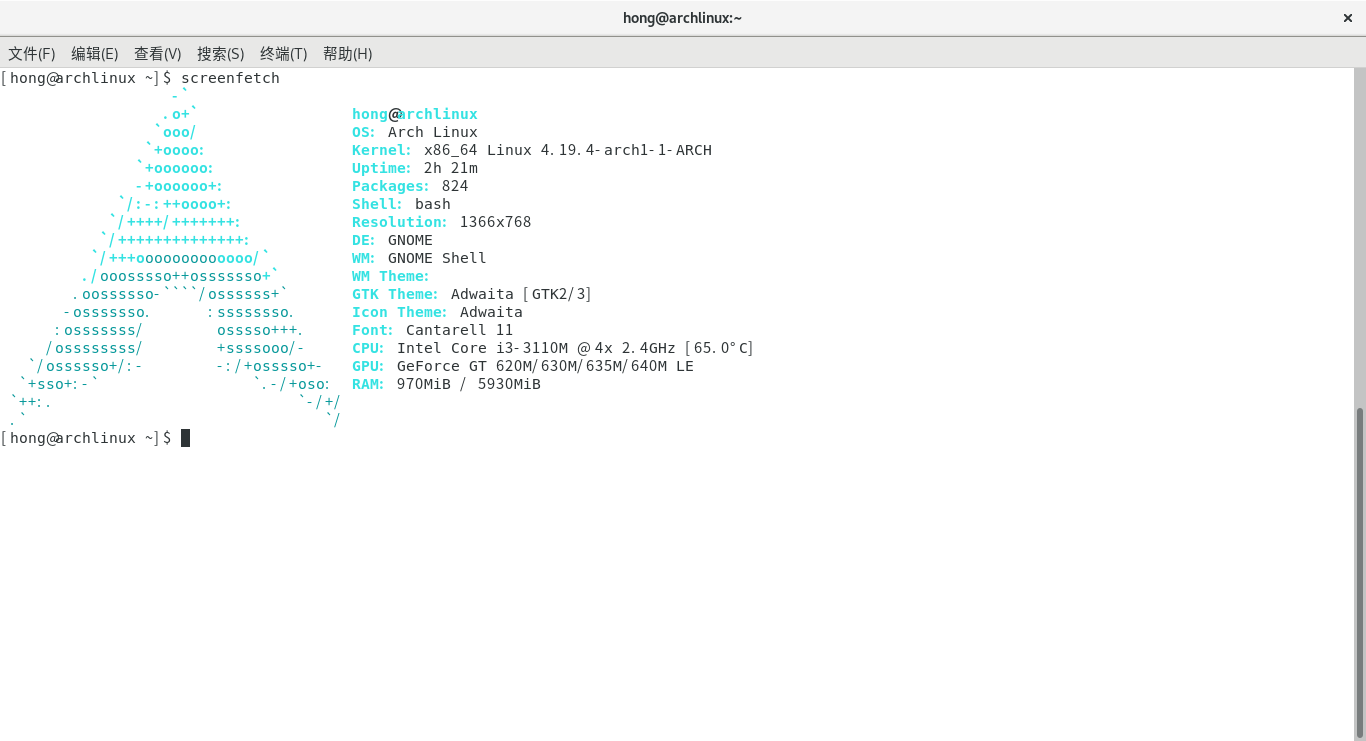 hong@archlinux:~ ×
文件(F) 编辑(E) 查看(V) 搜索(S) 终端(T) 帮助(H)
[hong@archlinux ~]$ screenfetch
                   -`
                  .o+`                 hong@archlinux
                 `ooo/                 OS: Arch Linux
                `+oooo:                Kernel: x86_64 Linux 4.19.4-arch1-1-ARCH
               `+oooooo:               Uptime: 2h 21m
               -+oooooo+:              Packages: 824
             `/:-:++oooo+:             Shell: bash
            `/++++/+++++++:            Resolution: 1366x768
           `/++++++++++++++:           DE: GNOME
          `/+++ooooooooooooo/`         WM: GNOME Shell
         ./ooosssso++osssssso+`        WM Theme:
        .oossssso-````/ossssss+`       GTK Theme: Adwaita [GTK2/3]
       -osssssso.      :ssssssso.      Icon Theme: Adwaita
      :osssssss/        osssso+++.     Font: Cantarell 11
     /ossssssss/        +ssssooo/-     CPU: Intel Core i3-3110M @ 4x 2.4GHz [65.0°C]
   `/ossssso+/:-        -:/+osssso+-   GPU: GeForce GT 620M/630M/635M/640M LE
  `+sso+:-`                 `.-/+oso:  RAM: 970MiB / 5930MiB
 `++:.                           `-/+/
 .`                                 `/
[hong@archlinux ~]$